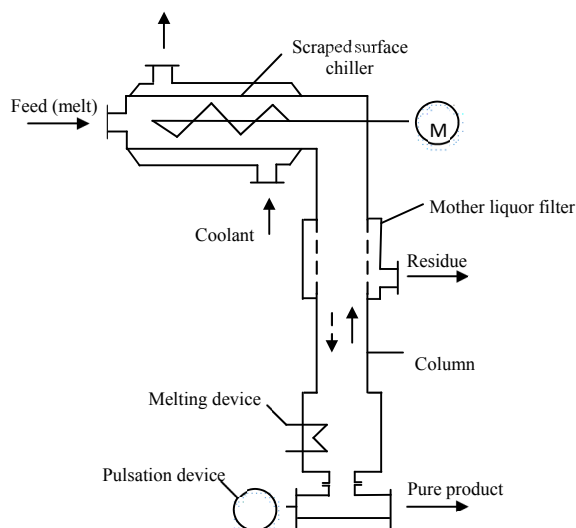 Scraped surface
chiller
Feed (melt)
M
Mother liquor filter
Coolant
Residue
Column
Melting device
Pulsation device
Pure product